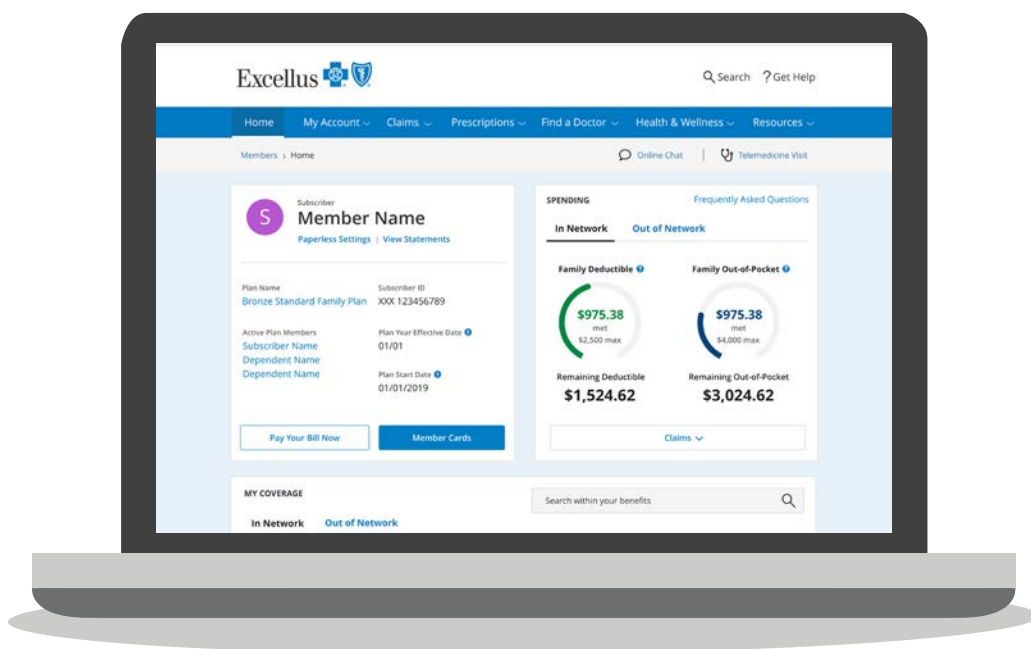 Excellus
Search ? Get Help
Home My Account Claims Prescriptions Find a Doctor Health & Wellness Resources
Members > Home
Online Chat | Telemedicine Visit
S
Subscriber
Member Name
Paperless Settings | View Statements
Plan Name
Bronze Standard Family Plan
Subscriber ID
XXX 123456789
Active Plan Members
Subscriber Name
Dependent Name
Dependent Name
Plan Year Effective Date ?
01/01
Plan Start Date
01/01/2019
Pay Your Bill Now
Member Cards
SPENDING
Frequently Asked Questions
In Network Out of Network
Family Deductible ?
$975.38
met
$2,500 max
Remaining Deductible
$1,524.62
Family Out-of-Pocket ?
$975.38
met
$4,000 max
Remaining Out-of-Pocket
$3,024.62
Claims
MY COVERAGE
Search within your benefits
In Network Out of Network